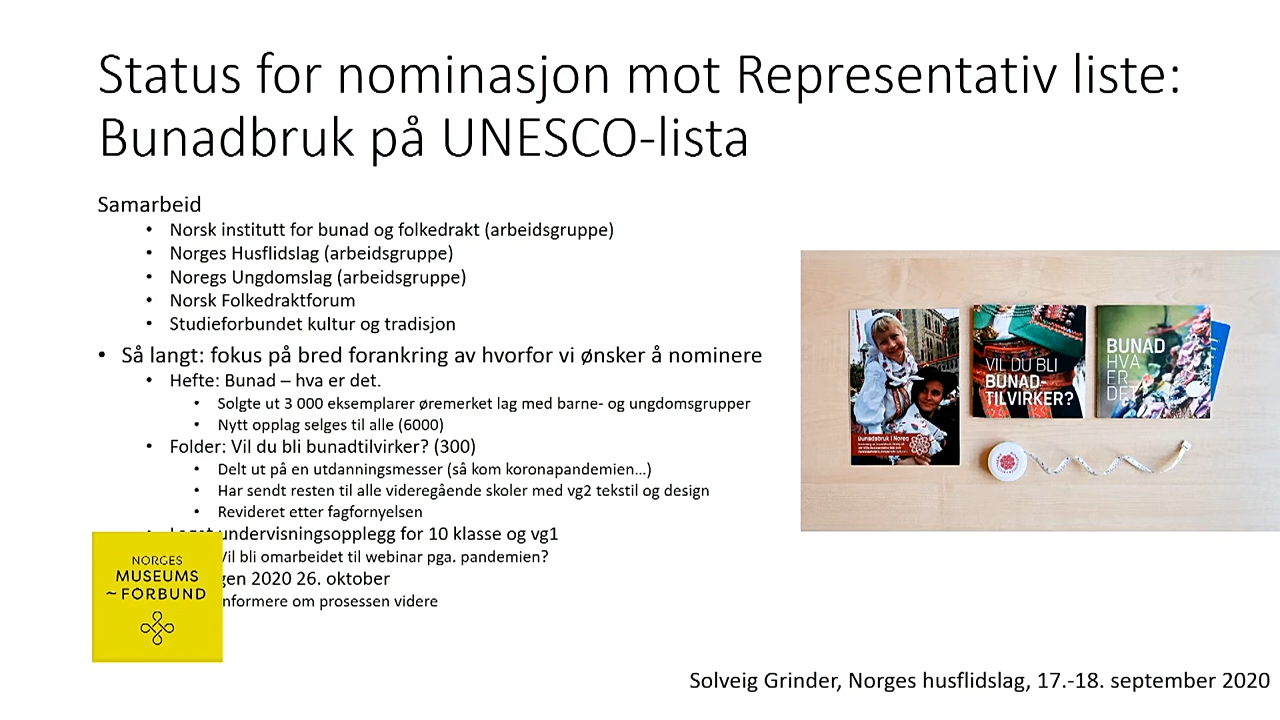 Status for nominasjon mot Representativ liste:
Bunadbruk på UNESCO-lista
Samarbeid
• Norsk institutt for bunad og folkedrakt (arbeidsgruppe)
• Norges Husflidslag (arbeidsgruppe)
• Noregs Ungdomslag (arbeidsgruppe)
• Norsk Folkedraktforum
• Studieforbundet kultur og tradisjon
• Så langt: fokus på bred forankring av hvorfor vi ønsker å nominere
• Hefte: Bunad – hva er det.
• Solgte ut 3 000 eksemplarer øremerket lag med barne- og ungdomsgrupper
• Nytt opplag selges til alle (6000)
• Folder: Vil du bli bunadtilvirker? (300)
• Delt ut på en utdanningsmesser (så kom koronapandemien...)
• Har sendt resten til alle videregående skoler med vg2 tekstil og design
• Revideret etter fagfornyelsen
undervisningsopplegg for 10 klasse og vg1
Vil bli omarbeidet til webinar pga. pandemien?
gen 2020 26. oktober
nformere om prosessen videre
NORGES
MUSEUMS
~FORBUND
Bunadsbruk i Noreg
VIL DU BLI
BUNAD-
TILVIRKER?
BUNAD
HVA
ER
DET
Solveig Grinder, Norges husflidslag, 17.-18. september 2020